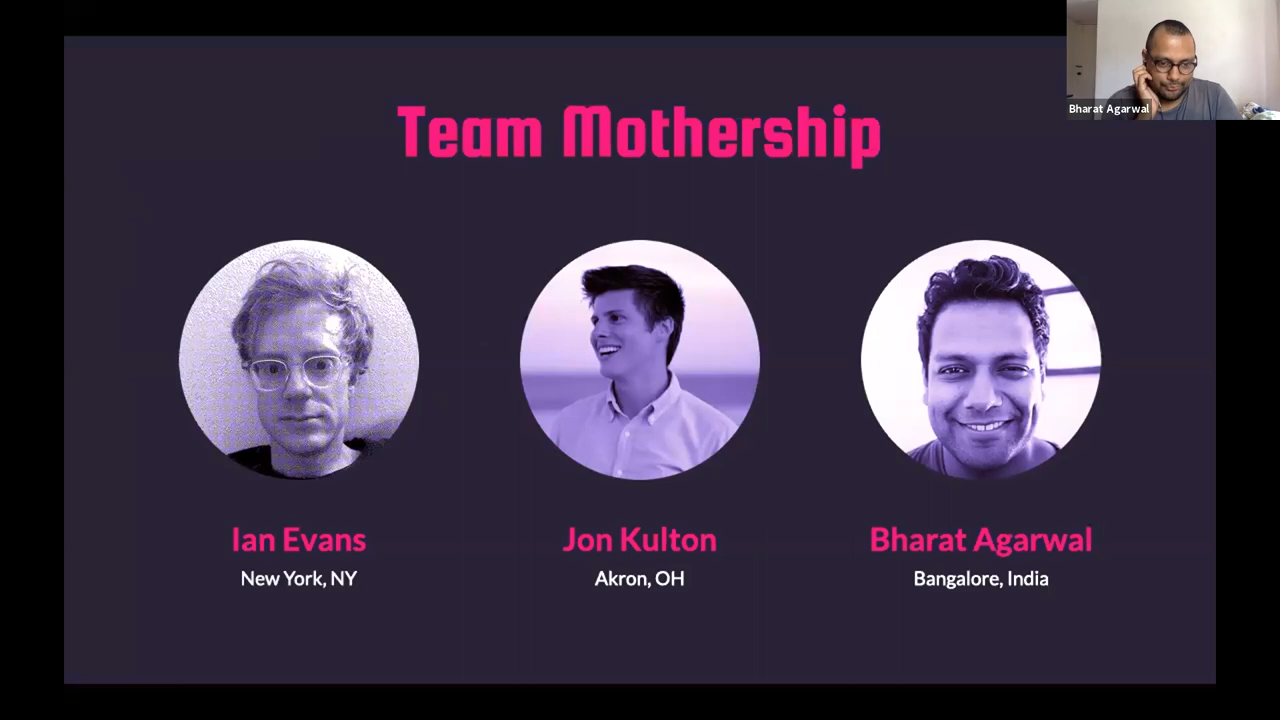 Bharat Agarwal
Team Mothership
Ian Evans
New York, NY
Jon Kulton
Akron, OH
Bharat Agarwal
Bangalore, India